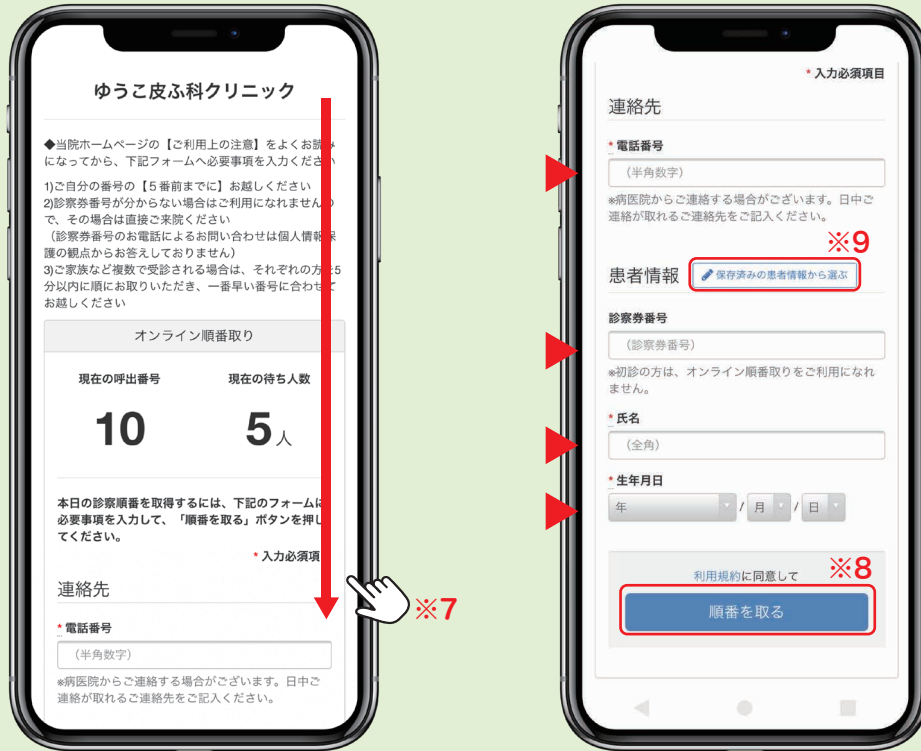 ゆうこ皮ふ科クリニック
◆当院ホームページの【ご利用上の注意】をよくお読み
になってから、下記フォームへ必要事項を入力ください
1)ご自分の番号の【5番前までに】お越しください
2)診察券番号が分からない場合はご利用になれませんの
で、その場合は直接ご来院ください
（診察券番号のお電話によるお問い合わせは個人情報保
護の観点からお答えしておりません）
3)ご家族など複数で受診される場合は、それぞれの方を5
分以内に順にお取りいただき、一番早い番号に合わせて
お越しください
オンライン順番取り
現在の呼出番号 現在の待ち人数
10 5人
本日の診察順番を取得するには、下記のフォームに
必要事項を入力して、「順番を取る」ボタンを押し
てください。
* 入力必須項
連絡先
* 電話番号
（半角数字）
※病医院からご連絡する場合がございます。日中ご
連絡が取れるご連絡先をご記入ください。
※7
* 入力必須項目
連絡先
* 電話番号
（半角数字）
※病医院からご連絡する場合がございます。日中ご
連絡が取れるご連絡先をご記入ください。
※9
患者情報 保存済みの患者情報から選ぶ
診察券番号
（診察券番号）
※初診の方は、オンライン順番取りをご利用になれ
ません。
* 氏名
（全角）
* 生年月日
年 / 月 / 日
利用規約に同意して ※8
順番を取る